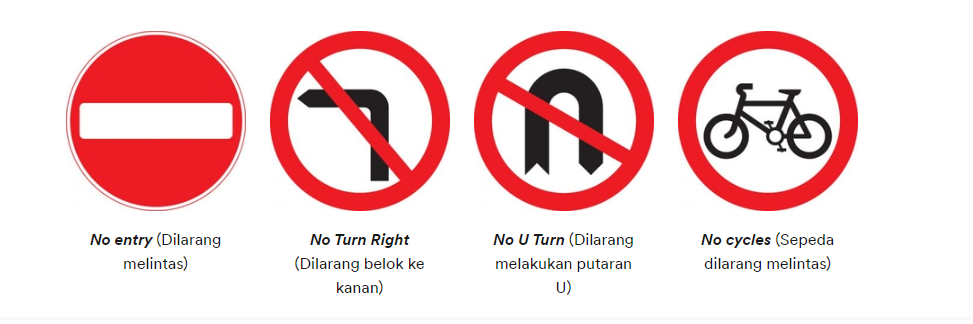 No entry (Dilarang
melintas)
No Turn Right
(Dilarang belok ke
kanan)
No U Turn (Dilarang
melakukan putaran
U)
No cycles (Sepeda
dilarang melintas)